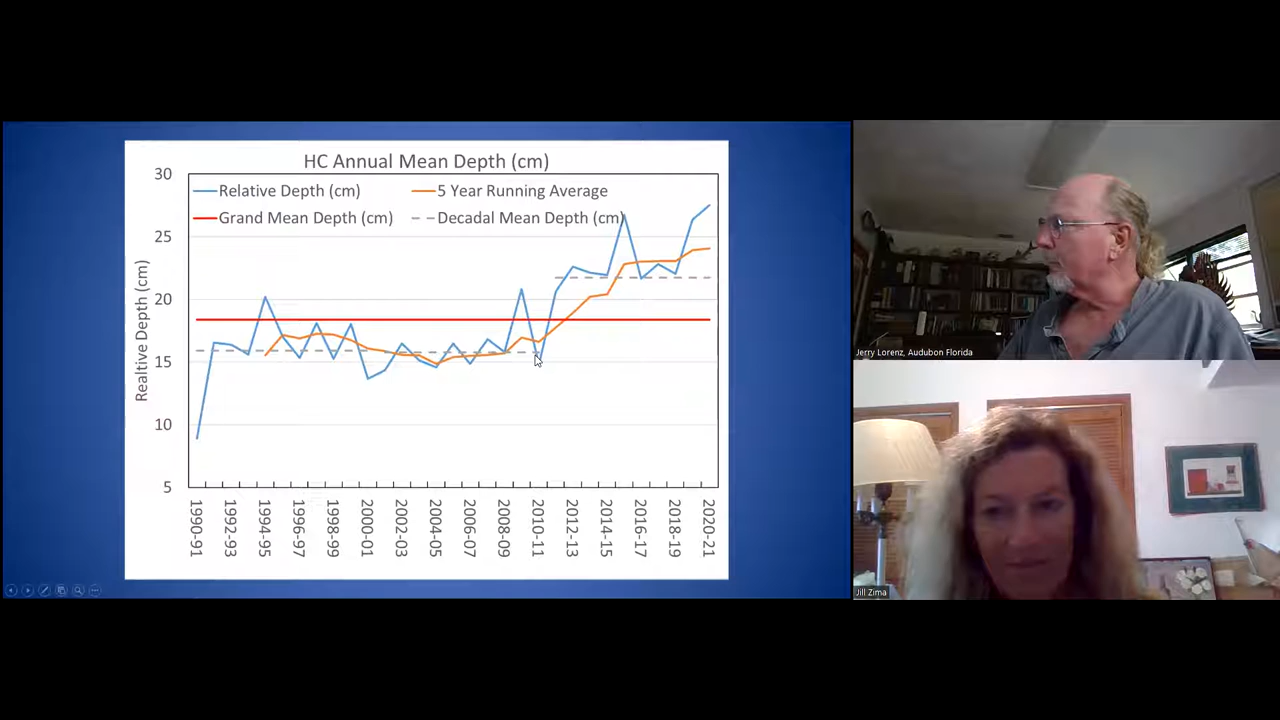 HC Annual Mean Depth (cm)
Relative Depth (cm)
5 Year Running Average
Grand Mean Depth (cm)
Decadal Mean Depth (cm)
Realtive Depth (cm)
30
25
20
15
10
5
1990-91
1992-93
1994-95
1996-97
1998-99
2000-01
2002-03
2004-05
2006-07
2008-09
2010-11
2012-13
2014-15
2016-17
2018-19
2020-21
Jerry Lorenz, Audubon Florida
Jill Zima